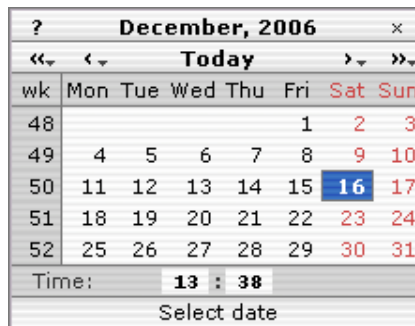 ? December, 2006 ×
« ‹ Today › »
wk Mon Tue Wed Thu Fri Sat Sun
48 1 2 3
49 4 5 6 7 8 9 10
50 11 12 13 14 15 16 17
51 18 19 20 21 22 23 24
52 25 26 27 28 29 30 31
Time: 13 : 38
Select date